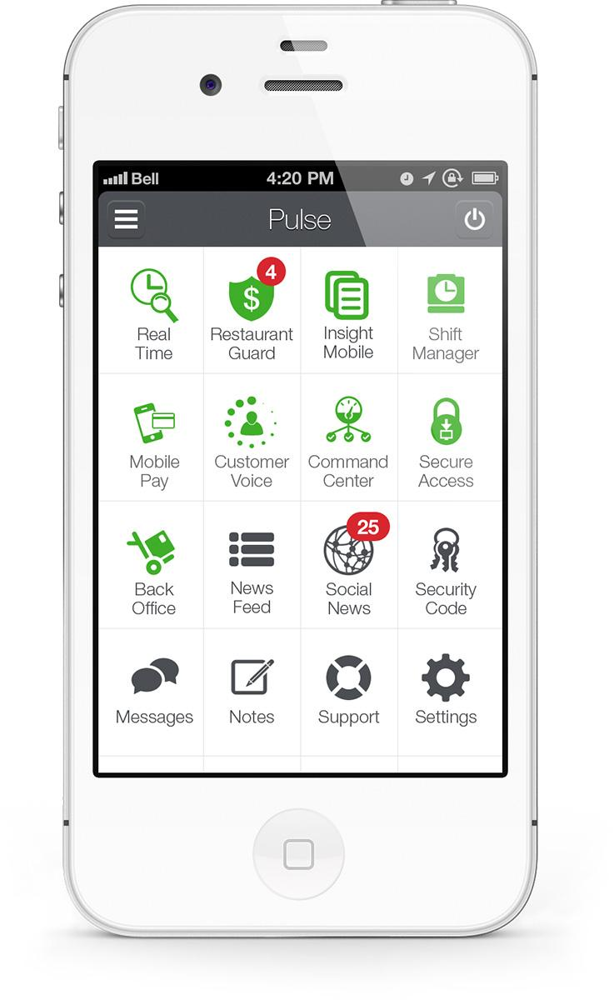 Bell 4:20 PM
Pulse
4
Real
Time
Restaurant
Guard
Insight
Mobile
Shift
Manager
Mobile
Pay
Customer
Voice
Command
Center
Secure
Access
25
Back
Office
News
Feed
Social
News
Security
Code
Messages
Notes
Support
Settings